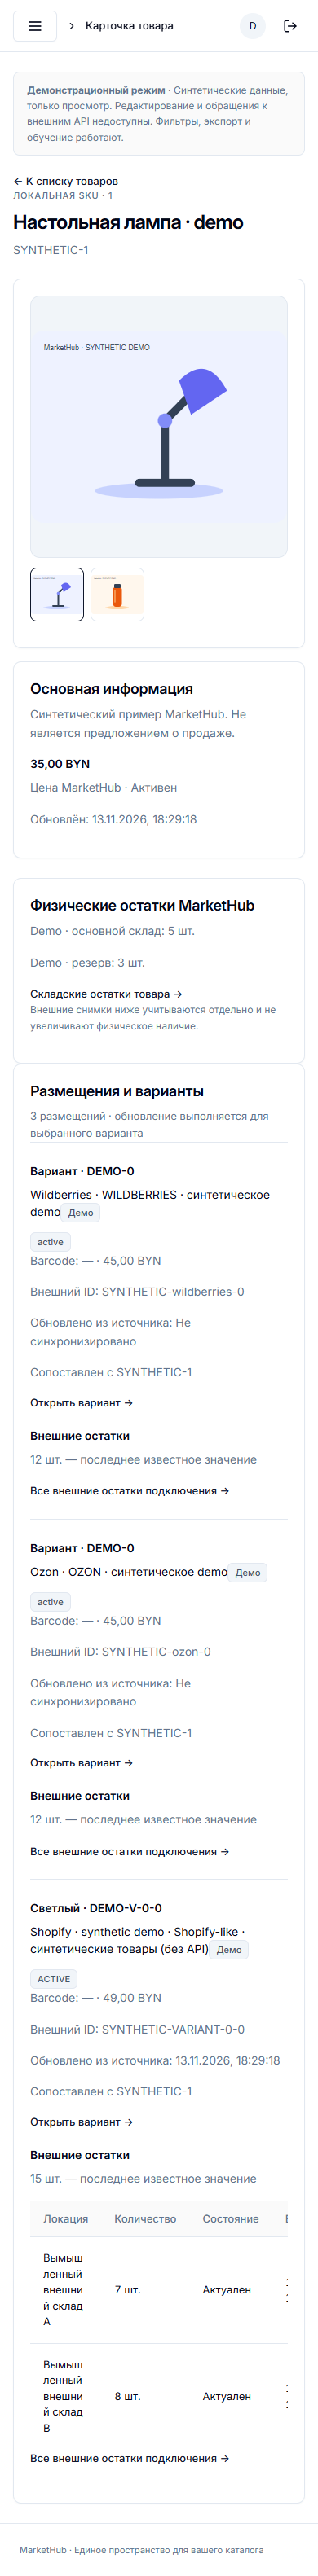 Карточка товара
D
Демонстрационный режим · Синтетические данные,
только просмотр. Редактирование и обращения к
внешним API недоступны. Фильтры, экспорт и
обучение работают.
← К списку товаров
ЛОКАЛЬНАЯ SKU · 1
Настольная лампа · demo
SYNTHETIC-1
MarketHub · SYNTHETIC DEMO
Основная информация
Синтетический пример MarketHub. Не
является предложением о продаже.
35,00 BYN
Цена MarketHub · Активен
Обновлён: 13.11.2026, 18:29:18
Физические остатки MarketHub
Demo · основной склад: 5 шт.
Demo · резерв: 3 шт.
Складские остатки товара →
Внешние снимки ниже учитываются отдельно и не
увеличивают физическое наличие.
Размещения и варианты
3 размещений · обновление выполняется для
выбранного варианта
Вариант · DEMO-0
Wildberries · WILDBERRIES · синтетическое
demo Демо
active
Barcode: — · 45,00 BYN
Внешний ID: SYNTHETIC-wildberries-0
Обновлено из источника: Не
синхронизировано
Сопоставлен с SYNTHETIC-1
Открыть вариант →
Внешние остатки
12 шт. — последнее известное значение
Все внешние остатки подключения →
Вариант · DEMO-0
Ozon · OZON · синтетическое demo Демо
active
Barcode: — · 45,00 BYN
Внешний ID: SYNTHETIC-ozon-0
Обновлено из источника: Не
синхронизировано
Сопоставлен с SYNTHETIC-1
Открыть вариант →
Внешние остатки
12 шт. — последнее известное значение
Все внешние остатки подключения →
Светлый · DEMO-V-0-0
Shopify · synthetic demo · Shopify-like ·
синтетические товары (без API) Демо
ACTIVE
Barcode: — · 49,00 BYN
Внешний ID: SYNTHETIC-VARIANT-0-0
Обновлено из источника: 13.11.2026, 18:29:18
Сопоставлен с SYNTHETIC-1
Открыть вариант →
Внешние остатки
15 шт. — последнее известное значение
Локация Количество Состояние
Вымыш
ленный
внешни
й склад
A
7 шт. Актуален
Вымыш
ленный
внешни
й склад
B
8 шт. Актуален
Все внешние остатки подключения →
MarketHub · Единое пространство для вашего каталога